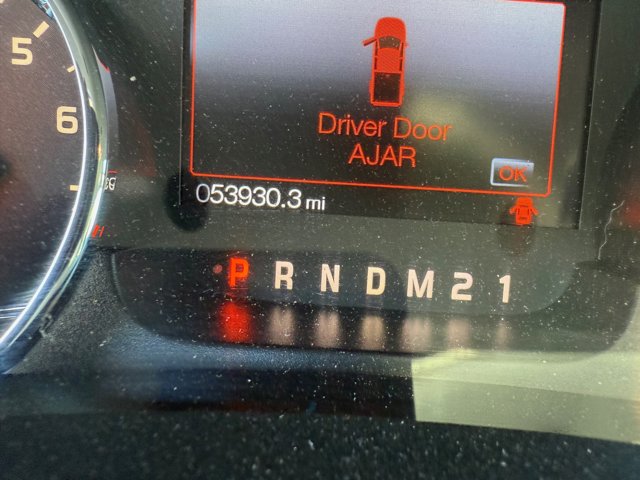 5
6
Driver Door
AJAR
OK
053930.3 mi
P R N D M 2 1